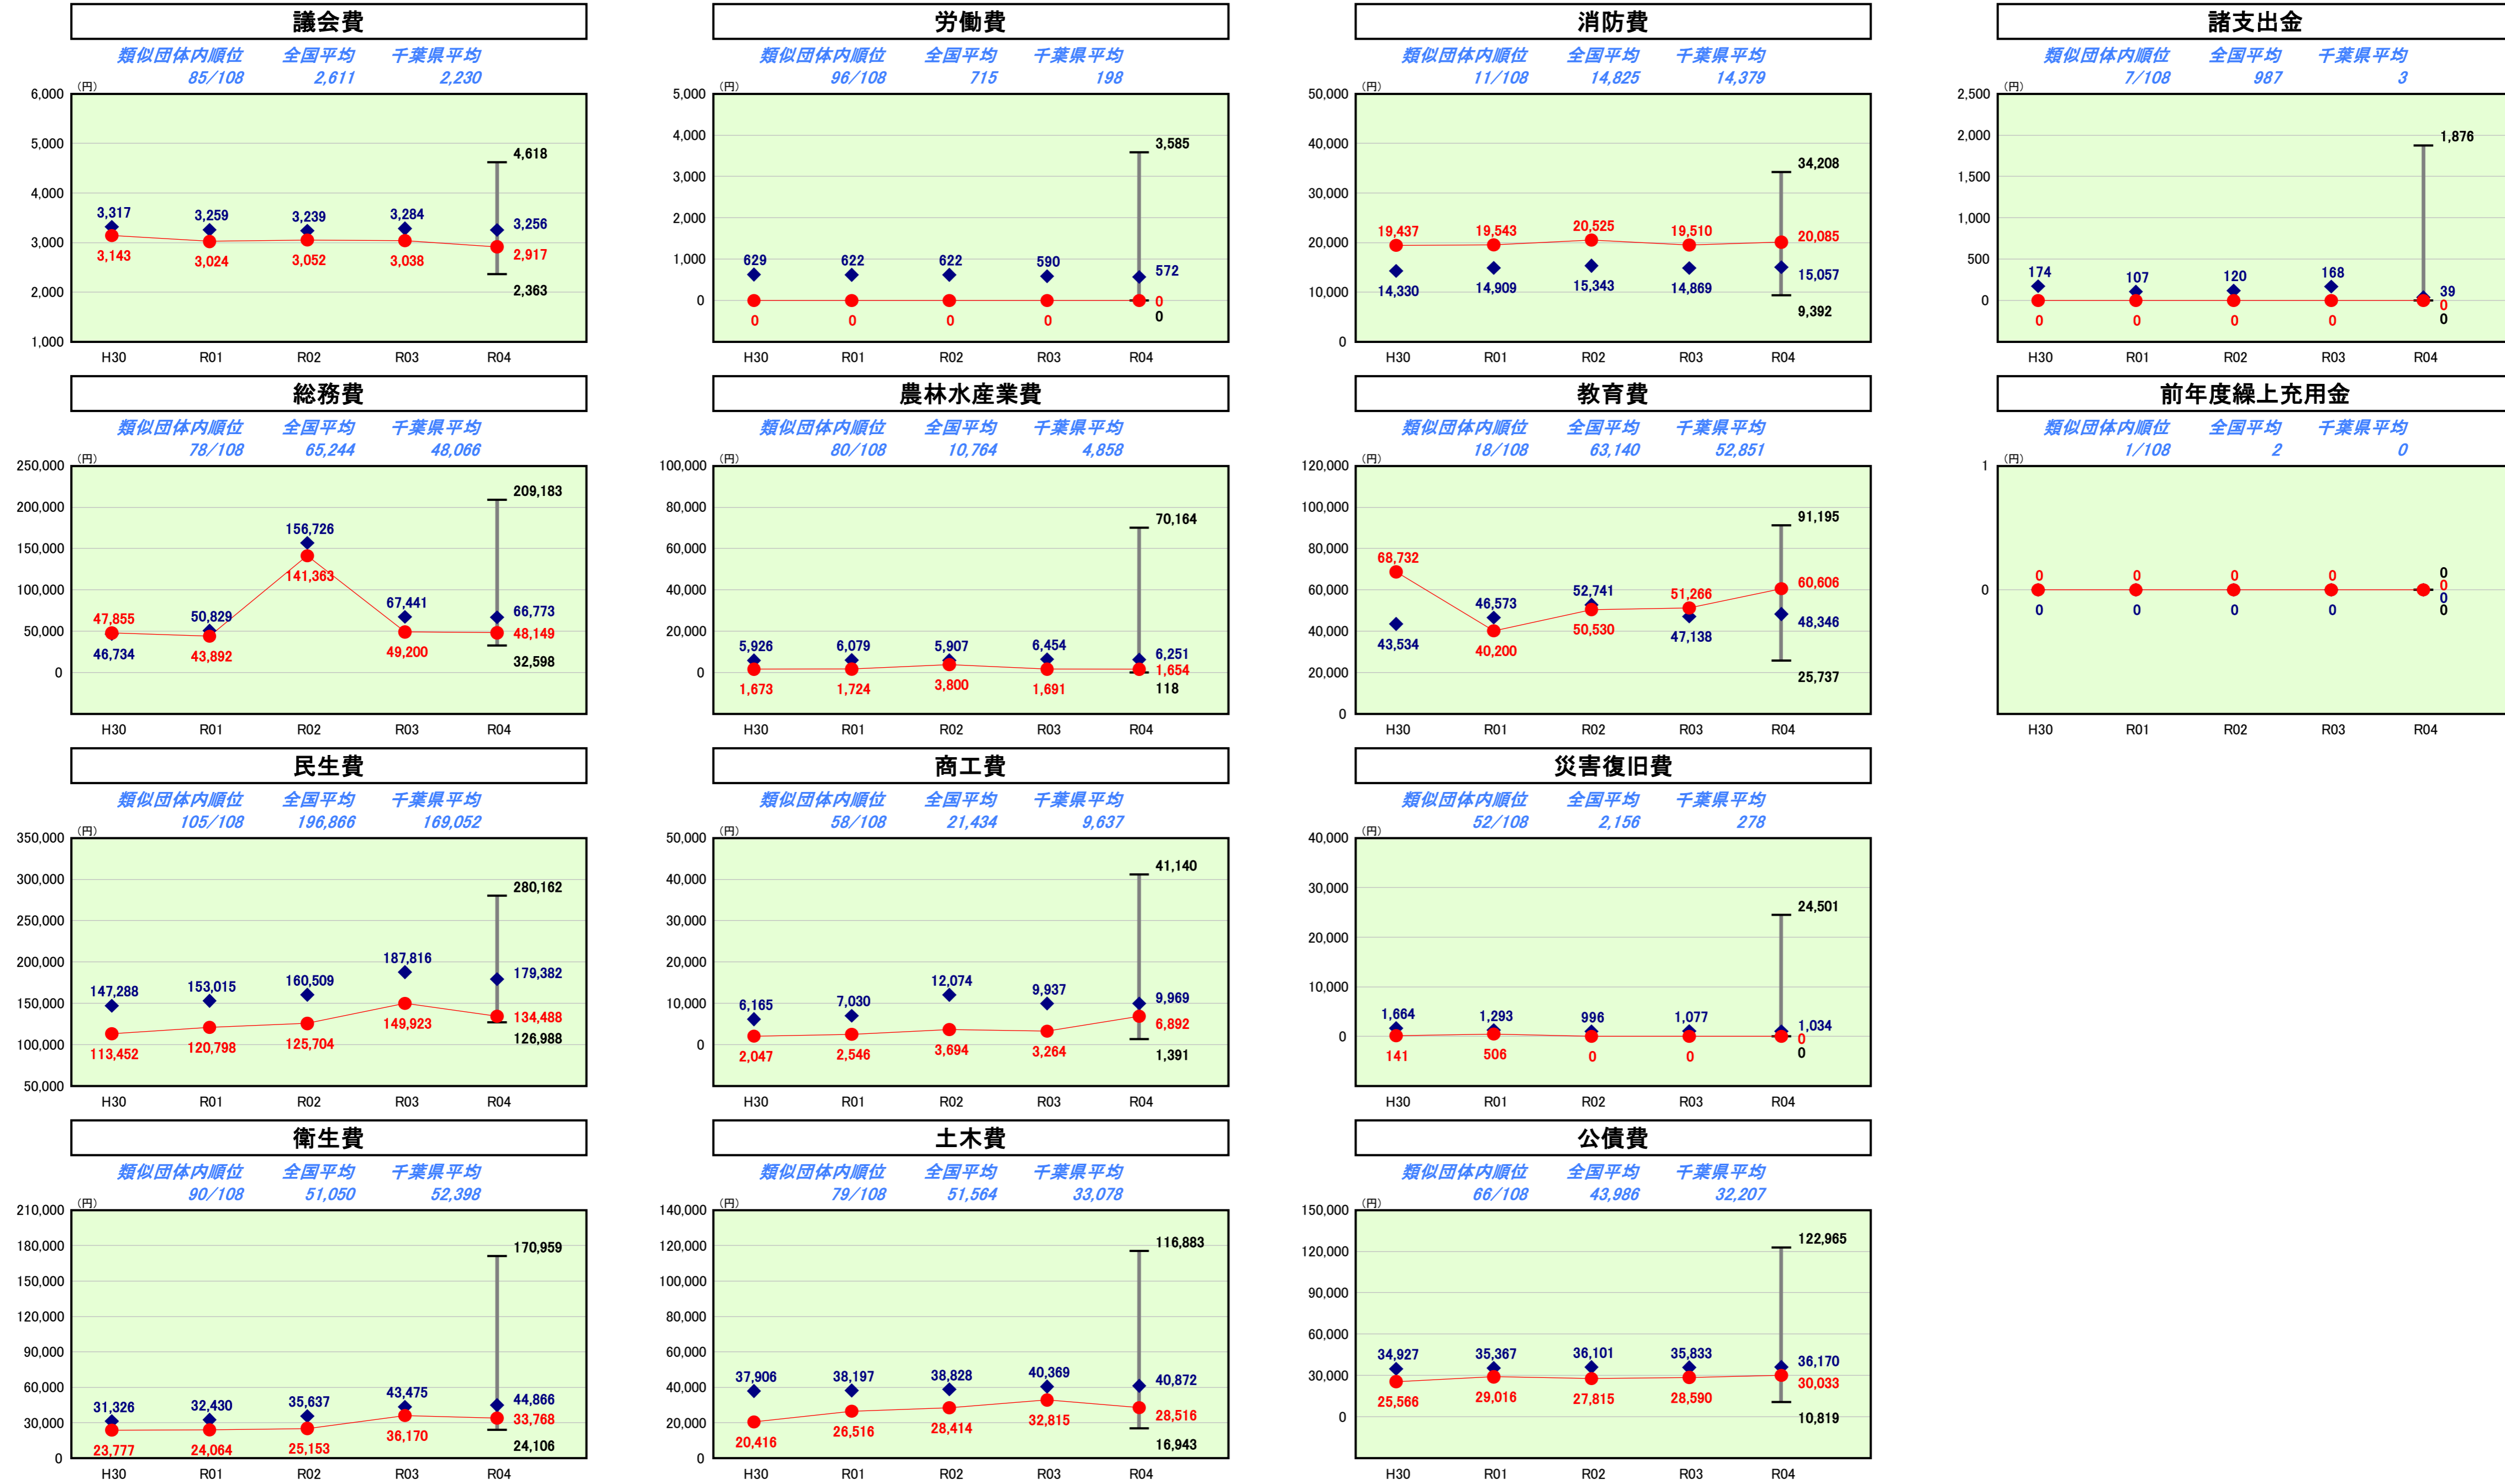 議会費
類似団体内順位 全国平均 千葉県平均
85/108 2,611 2,230
(円)
6,000
5,000
4,000
3,000
2,000
1,000
3,317 3,259 3,239 3,284 3,256
3,143 3,024 3,052 3,038 2,917
4,618
2,363
H30 R01 R02 R03 R04
労働費
類似団体内順位 全国平均 千葉県平均
96/108 715 198
(円)
5,000
4,000
3,000
2,000
1,000
0
629 622 622 590 572
0 0 0 0 0
3,585
0
H30 R01 R02 R03 R04
消防費
類似団体内順位 全国平均 千葉県平均
11/108 14,825 14,379
(円)
50,000
40,000
30,000
20,000
10,000
0
19,437 19,543 20,525 19,510 20,085
14,330 14,909 15,343 14,869 15,057
34,208
9,392
H30 R01 R02 R03 R04
諸支出金
類似団体内順位 全国平均 千葉県平均
7/108 987 3
(円)
2,500
2,000
1,500
1,000
500
0
174 107 120 168 39
0 0 0 0 0
1,876
0
H30 R01 R02 R03 R04
総務費
類似団体内順位 全国平均 千葉県平均
78/108 65,244 48,066
(円)
250,000
200,000
150,000
100,000
50,000
0
47,855 43,892 141,363 49,200 48,149
46,734 50,829 156,726 67,441 66,773
209,183
32,598
H30 R01 R02 R03 R04
農林水産業費
類似団体内順位 全国平均 千葉県平均
80/108 10,764 4,858
(円)
100,000
80,000
60,000
40,000
20,000
0
5,926 6,079 5,907 6,454 6,251
1,673 1,724 3,800 1,691 1,654
70,164
118
H30 R01 R02 R03 R04
教育費
類似団体内順位 全国平均 千葉県平均
18/108 63,140 52,851
(円)
120,000
100,000
80,000
60,000
40,000
20,000
0
68,732 40,200 50,530 51,266 60,606
43,534 46,573 52,741 47,138 48,346
91,195
25,737
H30 R01 R02 R03 R04
前年度繰上充用金
類似団体内順位 全国平均 千葉県平均
1/108 2 0
(円)
1
0
0 0 0 0 0
0 0 0 0 0
0
0
H30 R01 R02 R03 R04
民生費
類似団体内順位 全国平均 千葉県平均
105/108 196,866 169,052
(円)
350,000
300,000
250,000
200,000
150,000
100,000
50,000
147,288 153,015 160,509 187,816 179,382
113,452 120,798 125,704 149,923 134,488
280,162
126,988
H30 R01 R02 R03 R04
商工費
類似団体内順位 全国平均 千葉県平均
58/108 21,434 9,637
(円)
50,000
40,000
30,000
20,000
10,000
0
6,165 7,030 12,074 9,937 9,969
2,047 2,546 3,694 3,264 6,892
41,140
1,391
H30 R01 R02 R03 R04
災害復旧費
類似団体内順位 全国平均 千葉県平均
52/108 2,156 278
(円)
40,000
30,000
20,000
10,000
0
1,664 1,293 996 1,077 1,034
141 506 0 0 0
24,501
0
H30 R01 R02 R03 R04
衛生費
類似団体内順位 全国平均 千葉県平均
90/108 51,050 52,398
(円)
210,000
180,000
150,000
120,000
90,000
60,000
30,000
0
31,326 32,430 35,637 43,475 44,866
23,777 24,064 25,153 36,170 33,768
170,959
24,106
H30 R01 R02 R03 R04
土木費
類似団体内順位 全国平均 千葉県平均
79/108 51,564 33,078
(円)
140,000
120,000
100,000
80,000
60,000
40,000
20,000
0
37,906 38,197 38,828 40,369 40,872
20,416 26,516 28,414 32,815 28,516
116,883
16,943
H30 R01 R02 R03 R04
公債費
類似団体内順位 全国平均 千葉県平均
66/108 43,986 32,207
(円)
150,000
120,000
90,000
60,000
30,000
0
34,927 35,367 36,101 35,833 36,170
25,566 29,016 27,815 28,590 30,033
122,965
10,819
H30 R01 R02 R03 R04